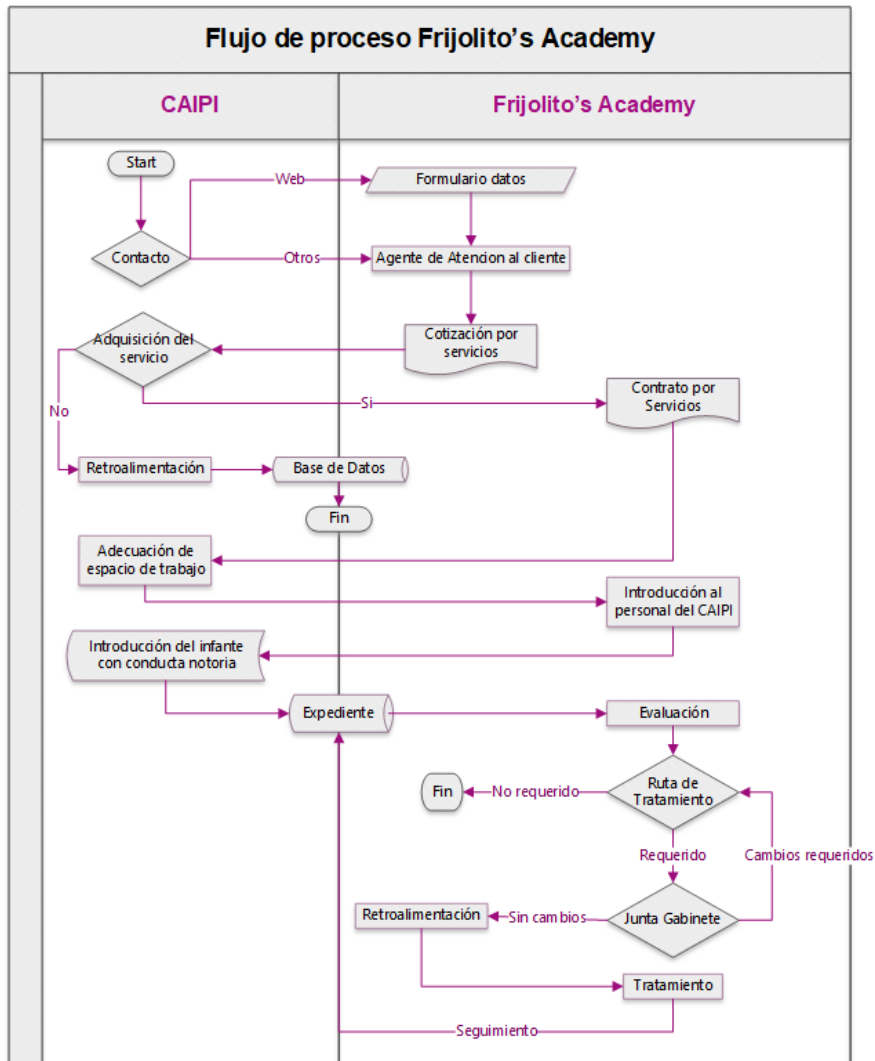 Flujo de proceso Frijolito's Academy
CAIPI
Frijolito's Academy
Start
Web
Formulario datos
Contacto
Otros
Agente de Atencion al cliente
Adquisición del
servicio
Cotización por
servicios
Contrato por
Servicios
No
Si
Retroalimentación
Base de Datos
Fin
Adecuación de
espacio de trabajo
Introducción al
personal del CAIPI
Introducción del infante
con conducta notoria
Expediente
Evaluación
Fin
No requerido
Ruta de
Tratamiento
Requerido
Cambios requeridos
Retroalimentación
Sin cambios
Junta Gabinete
Tratamiento
Seguimiento